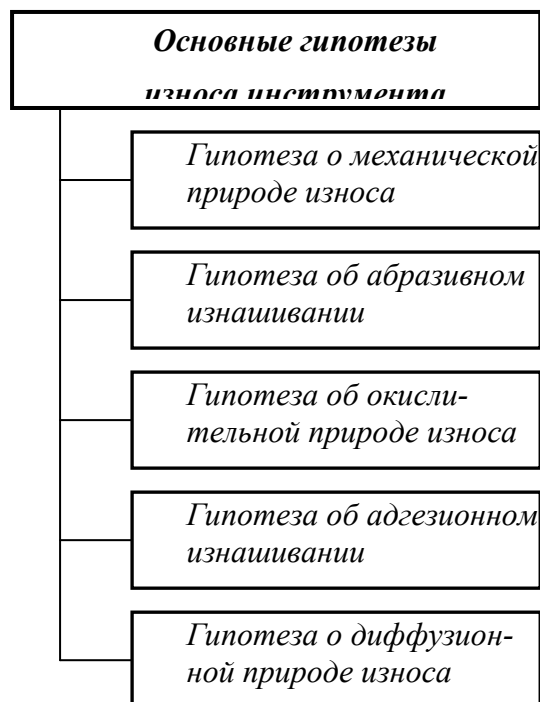 Основные гипотезы
износа инструмента
Гипотеза о механической
природе износа
Гипотеза об абразивном
изнашивании
Гипотеза об окисли-
тельной природе износа
Гипотеза об адгезионном
изнашивании
Гипотеза о диффузион-
ной природе износа